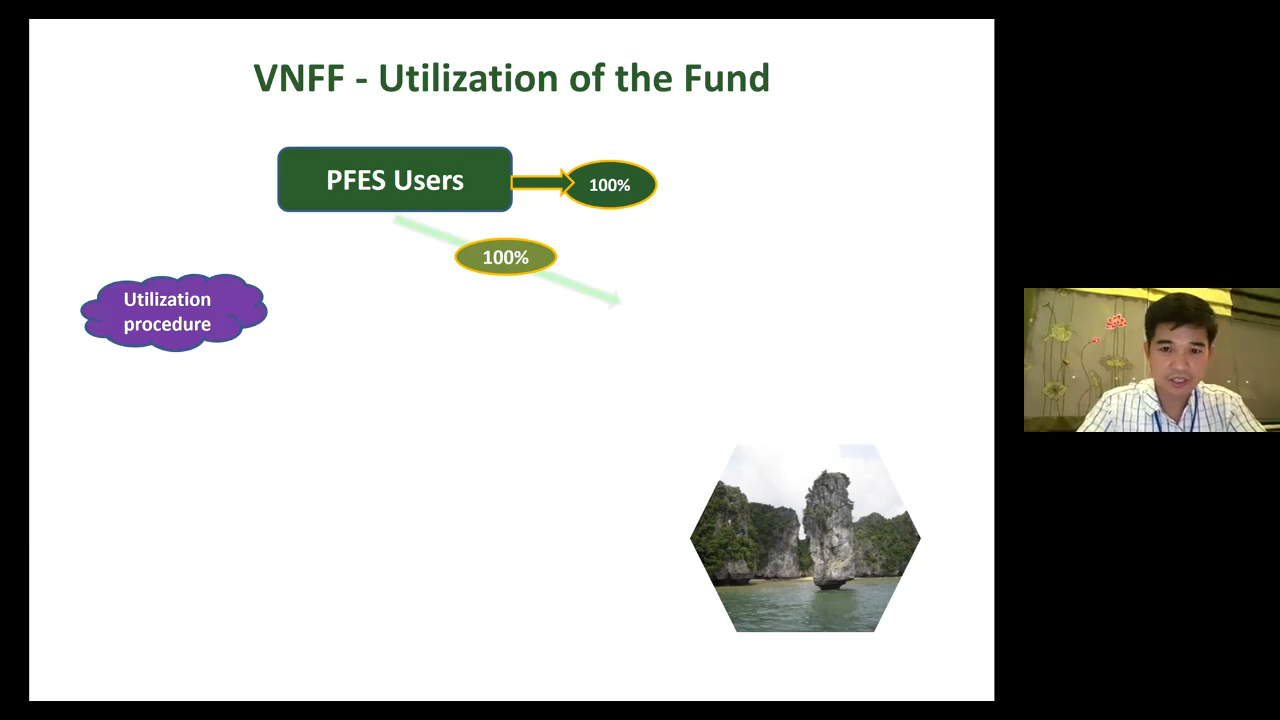 VNFF - Utilization of the Fund
PFES Users
100%
100%
Utilization
procedure